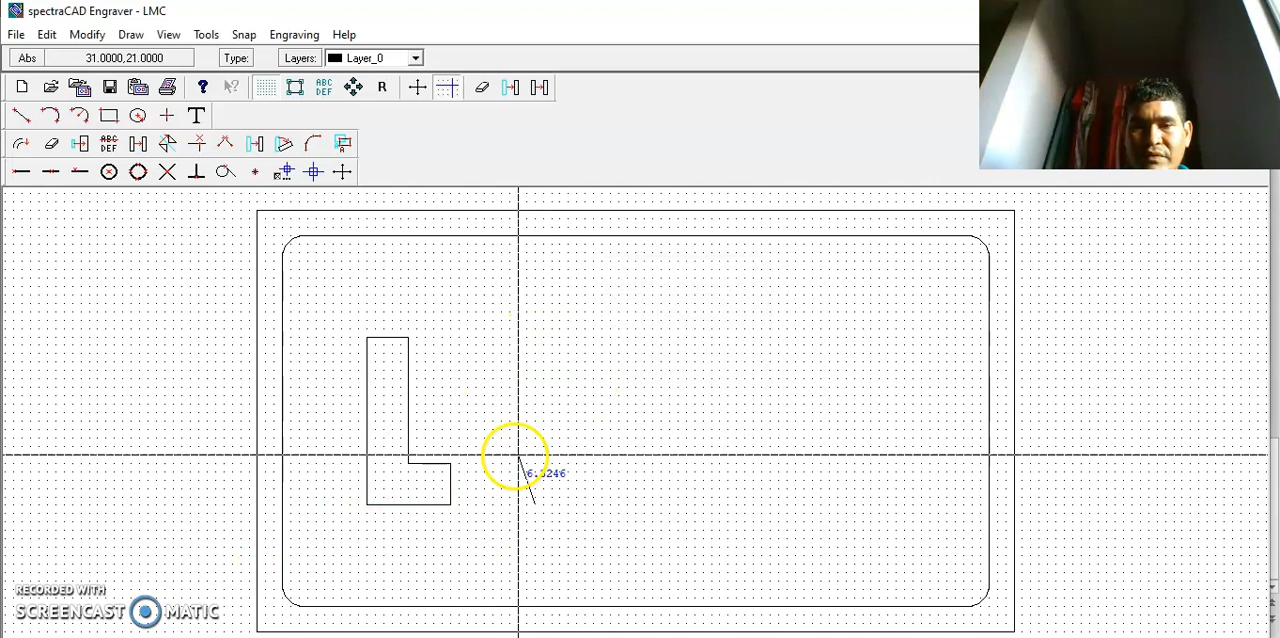 spectraCAD Engraver - LMC
File Edit Modify Draw View Tools Snap Engraving Help
Abs 31.0000,21.0000 Type: Layers: Layer_0
ABC DEF R
T
ABC DEF
RECORDED WITH
SCREENCAST MATIC